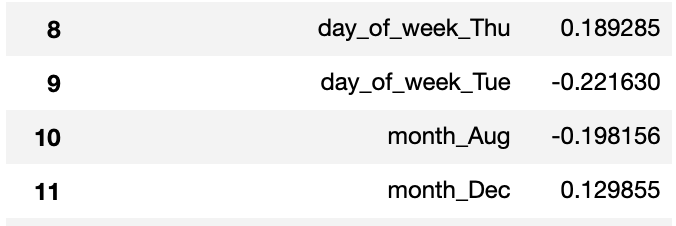 8 day_of_week_Thu 0.189285
9 day_of_week_Tue -0.221630
10 month_Aug -0.198156
11 month_Dec 0.129855